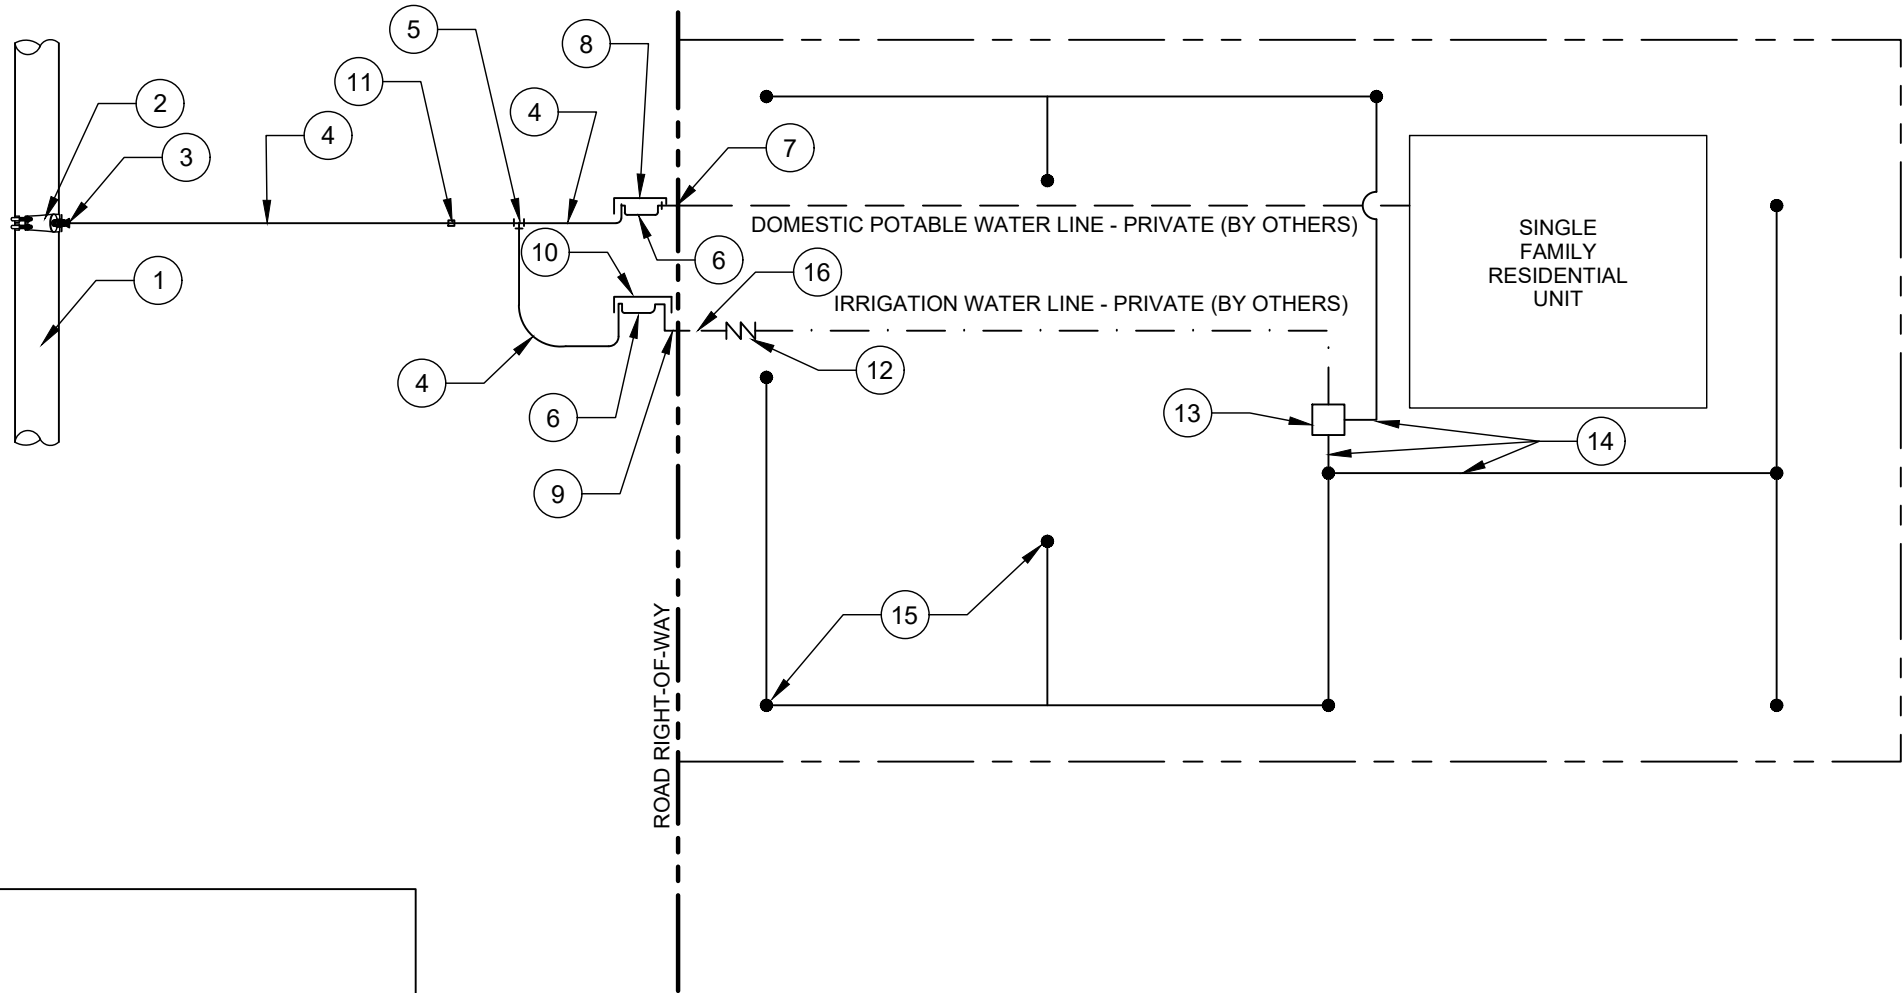 5
8
11
2
4
4
3
7
DOMESTIC POTABLE WATER LINE - PRIVATE (BY OTHERS)
SINGLE
FAMILY
RESIDENTIAL
UNIT
10
6
16
1
IRRIGATION WATER LINE - PRIVATE (BY OTHERS)
12
4
6
13
14
9
15
ROAD RIGHT-OF-WAY